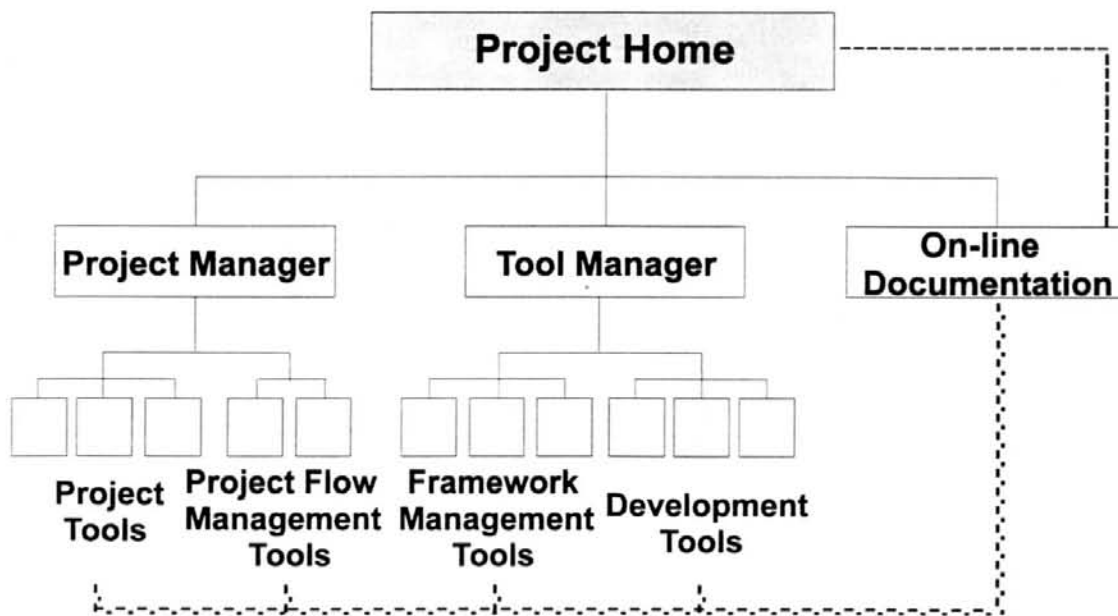 Project Home
Project Manager
Tool Manager
On-line
Documentation
Project
Tools
Project Flow
Management
Tools
Framework
Management
Tools
Development
Tools